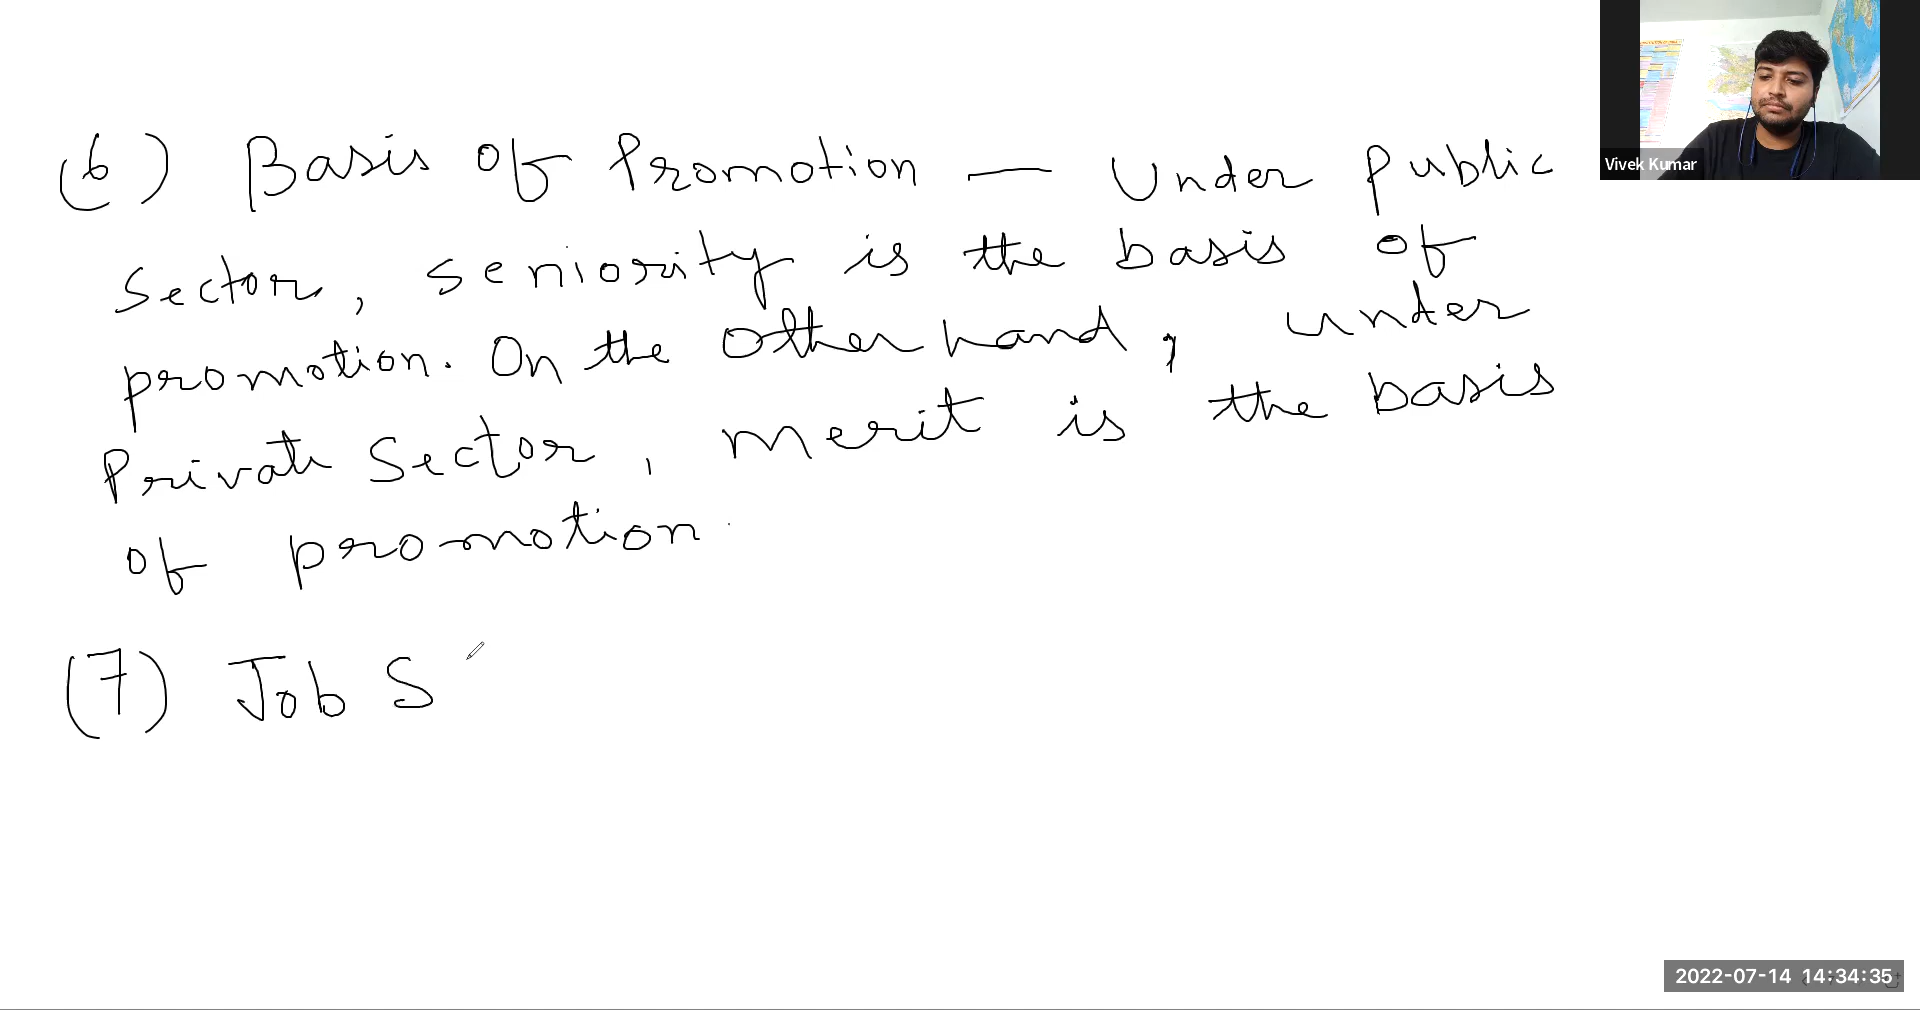 (6) Basis of Promotion — Under Public
Sector, seniority is the basis of
promotion. On the Other hand, under
Private Sector, merit is the basis
of promotion.
(7) Job S
Vivek Kumar
2022-07-14 14:34:35